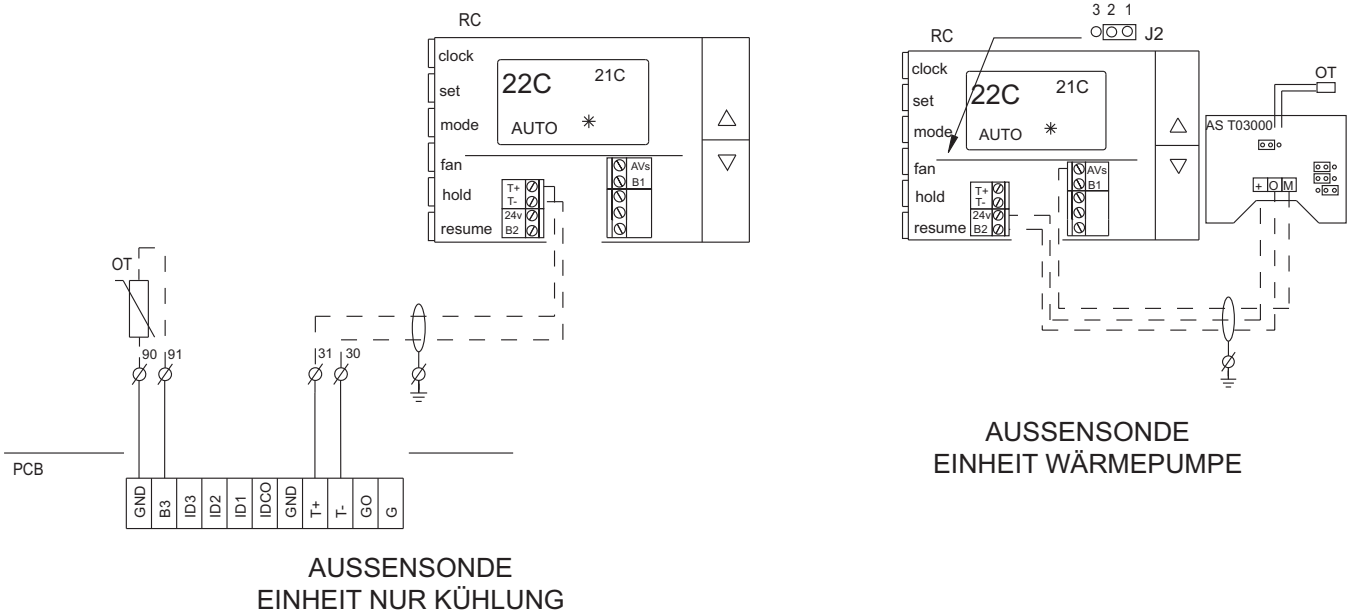 RC
clock
set
mode
fan
hold
resume
22C 21C
AUTO
T+
T-
24v
B2
AVs
B1
OT
90 91 31 30
PCB
GND B3 ID3 ID2 ID1 IDCO GND T+ T- GO G
AUSSENSONDE
EINHEIT NUR KÜHLUNG
3 2 1
J2
RC
clock
set
mode
fan
hold
resume
22C 21C
AUTO
T+
T-
24v
B2
AVs
B1
OT
AS T03000
+ O M
AUSSENSONDE
EINHEIT WÄRMEPUMPE